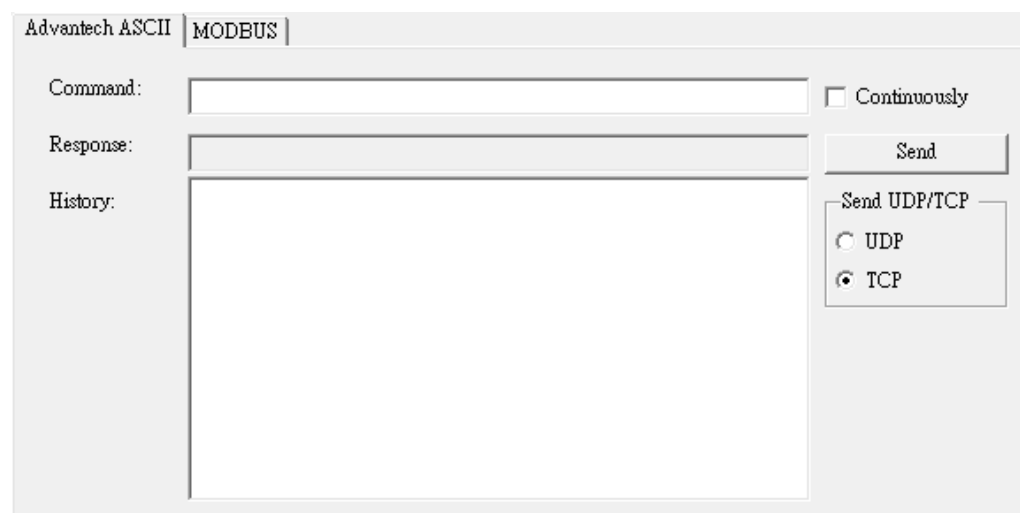 Advantech ASCII MODBUS
Command:
Continuously
Response:
Send
History:
Send UDP/TCP
UDP
TCP